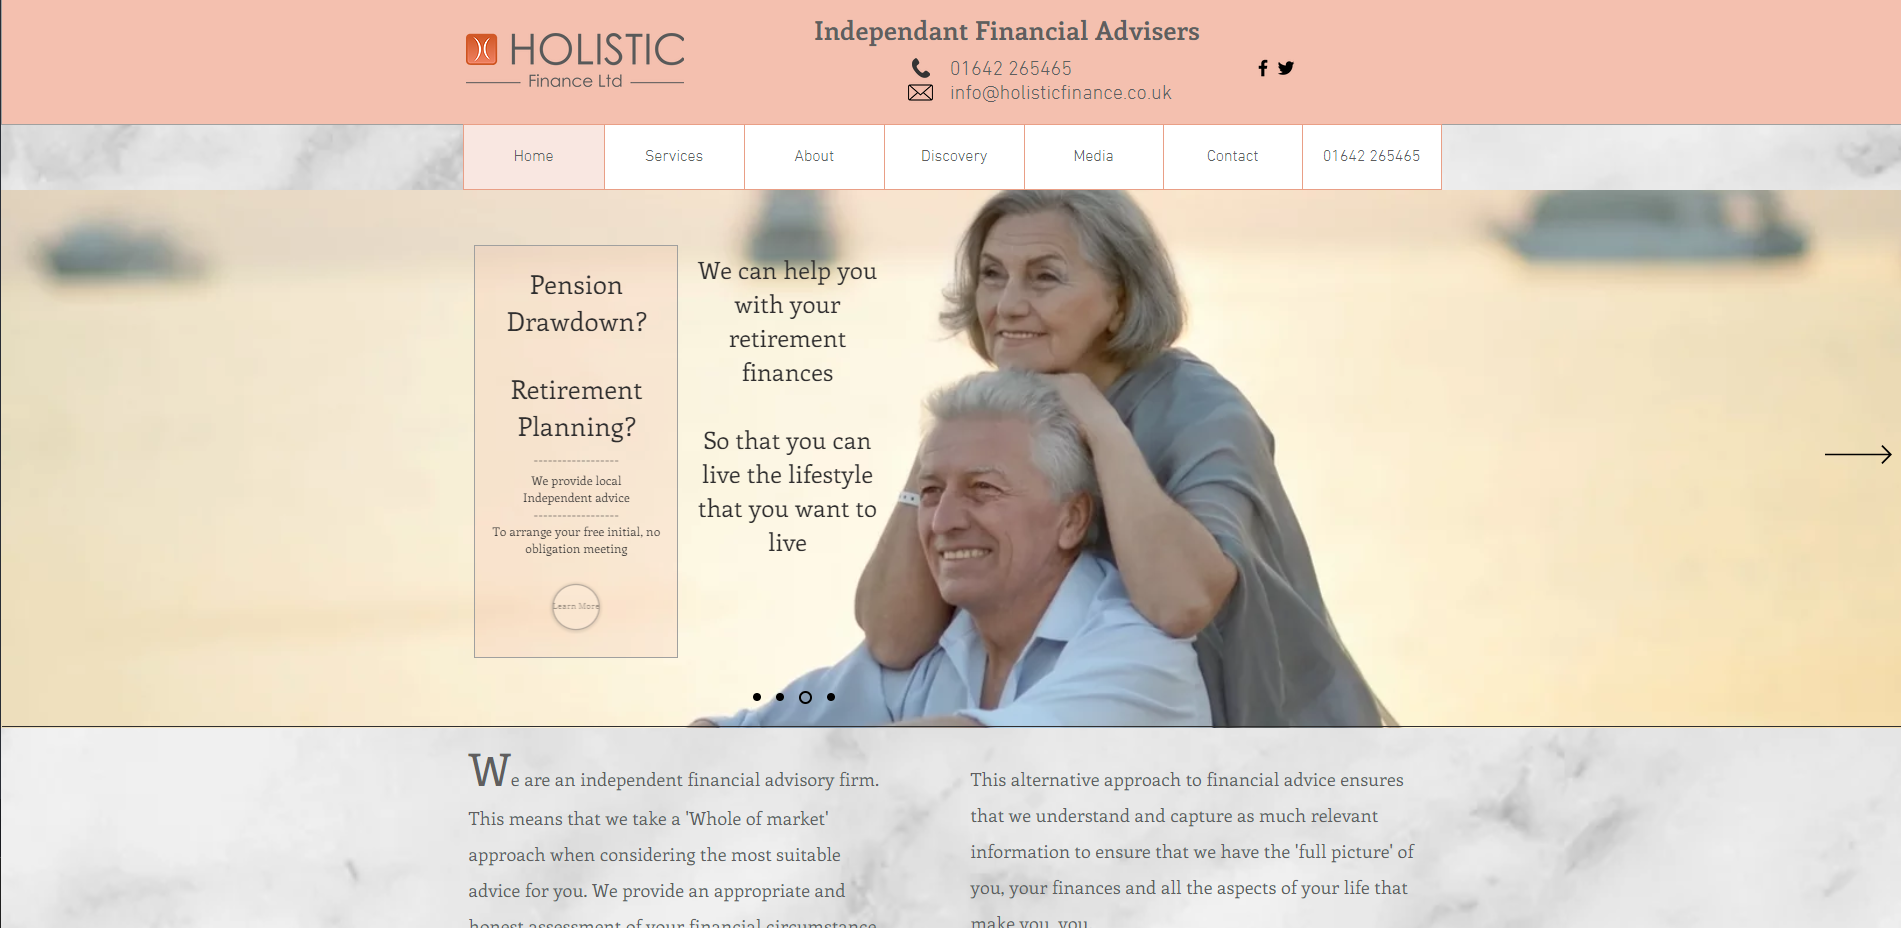 HOLISTIC
Finance Ltd
Independant Financial Advisers
01642 265465
info@holisticfinance.co.uk
Home
Services
About
Discovery
Media
Contact
01642 265465
Pension
Drawdown?
Retirement
Planning?
------------------
We provide local
Independent advice
------------------
To arrange your free initial, no
obligation meeting
Learn More
We can help you
with your
retirement
finances
So that you can
live the lifestyle
that you want to
live
We are an independent financial advisory firm.
This means that we take a 'Whole of market'
approach when considering the most suitable
advice for you. We provide an appropriate and
honest assessment of your financial circumstance
This alternative approach to financial advice ensures
that we understand and capture as much relevant
information to ensure that we have the 'full picture' of
you, your finances and all the aspects of your life that
make you, you